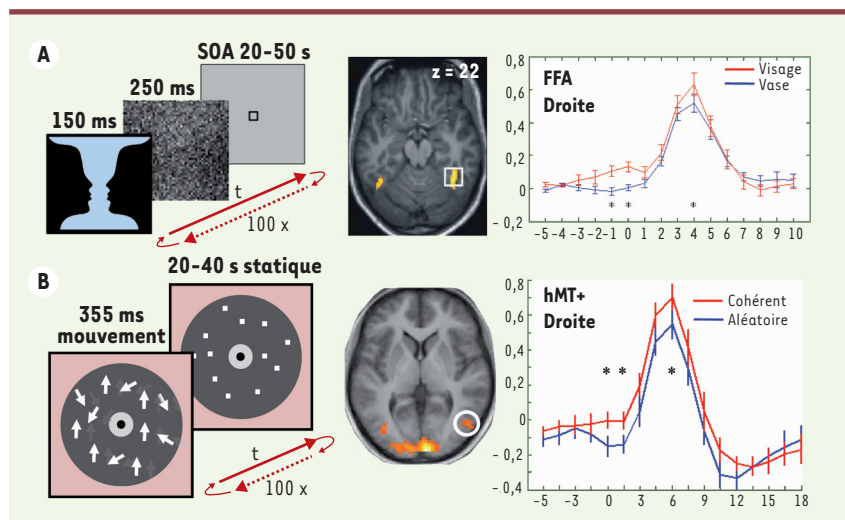 A
SOA 20-50 s
250 ms
150 ms
t
100 x
z = 22
FFA
Droite
Visage
Vase
0,8
0,6
0,4
0,2
0
- 0,2
* * *
-5 -4 -3 -2 -1 0 1 2 3 4 5 6 7 8 9 10
B
20-40 s statique
355 ms
mouvement
t
100 x
hMT+
Droite
Cohérent
Aléatoire
0,8
0,6
0,4
0,2
0
- 0,2
- 0,4
* * *
-5 -3 0 3 6 9 12 15 18